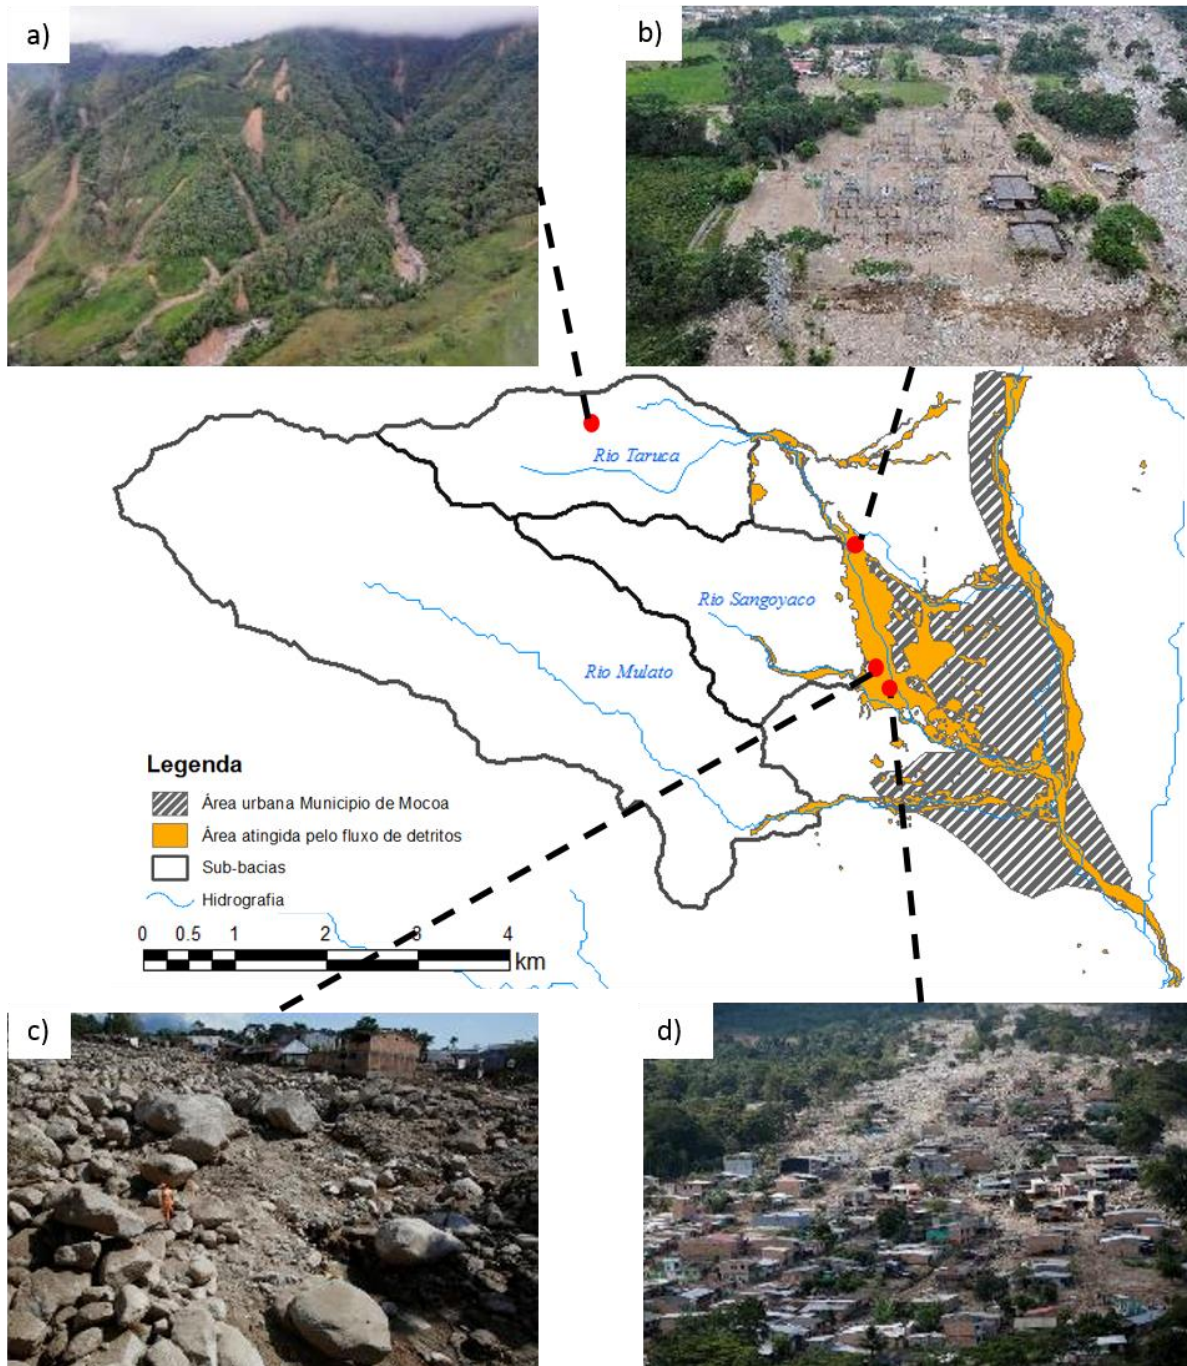 a)
b)
Rio Taruca
Rio Sangoyaco
Rio Mulato
Legenda
Área urbana Municipio de Mocoa
Área atingida pelo fluxo de detritos
Sub-bacias
Hidrografia
0 0.5 1 2 3 4
km
c)
d)